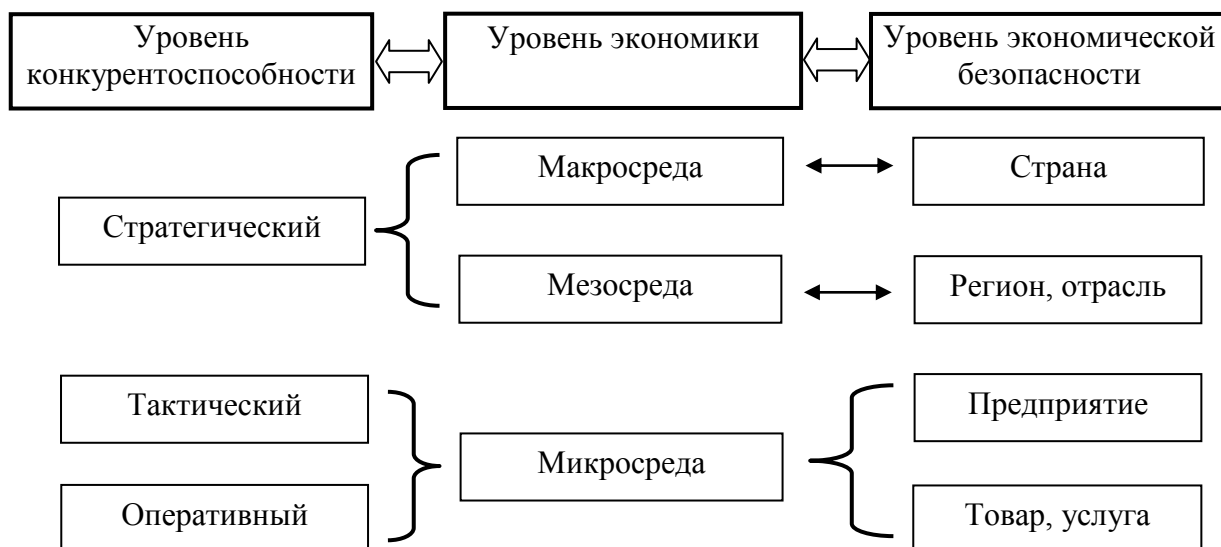 Уровень
конкурентоспособности
Уровень экономики
Уровень экономической
безопасности
Макросреда
Страна
Стратегический
Мезосреда
Регион, отрасль
Тактический
Предприятие
Микросреда
Оперативный
Товар, услуга